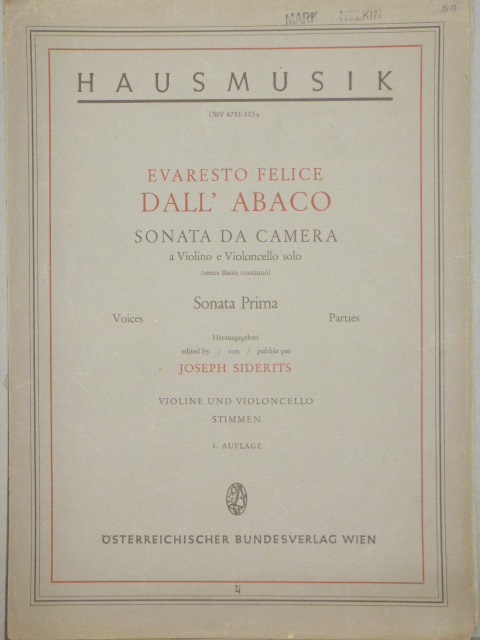 MARK
HAUSMUSIK
ÖBV 6781-103a
EVARESTO FELICE
DALL' ABACO
SONATA DA CAMERA
a Violino e Violoncello solo
(senza Basso continuo)
Sonata Prima
Voices Parties
Herausgegeben
edited by / von / publiée par
JOSEPH SIDERITS
VIOLINE UND VIOLONCELLO
STIMMEN
2. AUFLAGE
ÖSTERREICHISCHER BUNDESVERLAG WIEN